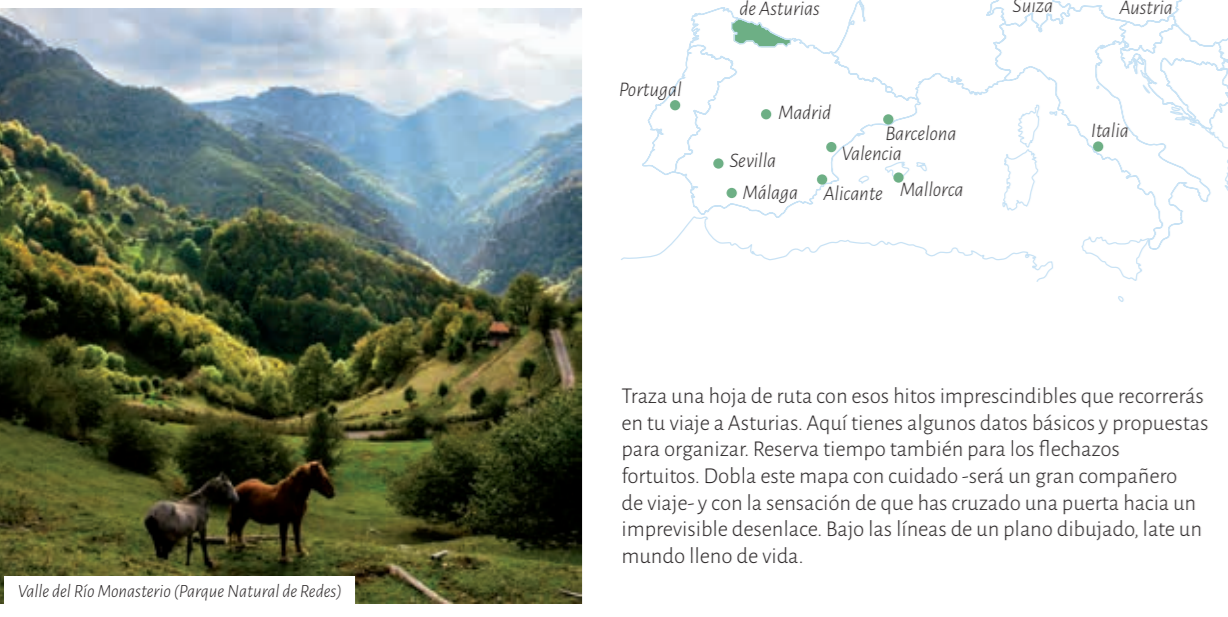 de Asturias
Suiza
Austria
Portugal
Madrid
Barcelona
Italia
Valencia
Sevilla
Málaga
Alicante
Mallorca
Traza una hoja de ruta con esos hitos imprescindibles que recorrerás
en tu viaje a Asturias. Aquí tienes algunos datos básicos y propuestas
para organizar. Reserva tiempo también para los flechazos
fortuitos. Dobla este mapa con cuidado -será un gran compañero
de viaje- y con la sensación de que has cruzado una puerta hacia un
imprevisible desenlace. Bajo las líneas de un plano dibujado, late un
mundo lleno de vida.
Valle del Río Monasterio (Parque Natural de Redes)